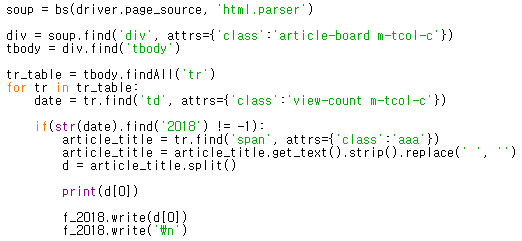 soup = bs(driver.page_source, 'html.parser')
div = soup.find('div', attrs={'class':'article-board m-tcol-c'})
tbody = div.find('tbody')
tr_table = tbody.findAll('tr')
for tr in tr_table:
    date = tr.find('td', attrs={'class':'view-count m-tcol-c'})
    if(str(date).find('2018') != -1):
        article_title = tr.find('span', attrs={'class':'aaa'})
        article_title = article_title.get_text().strip().replace(' ', '')
        d = article_title.split()
        print(d[0])
        f_2018.write(d[0])
        f_2018.write('₩n')